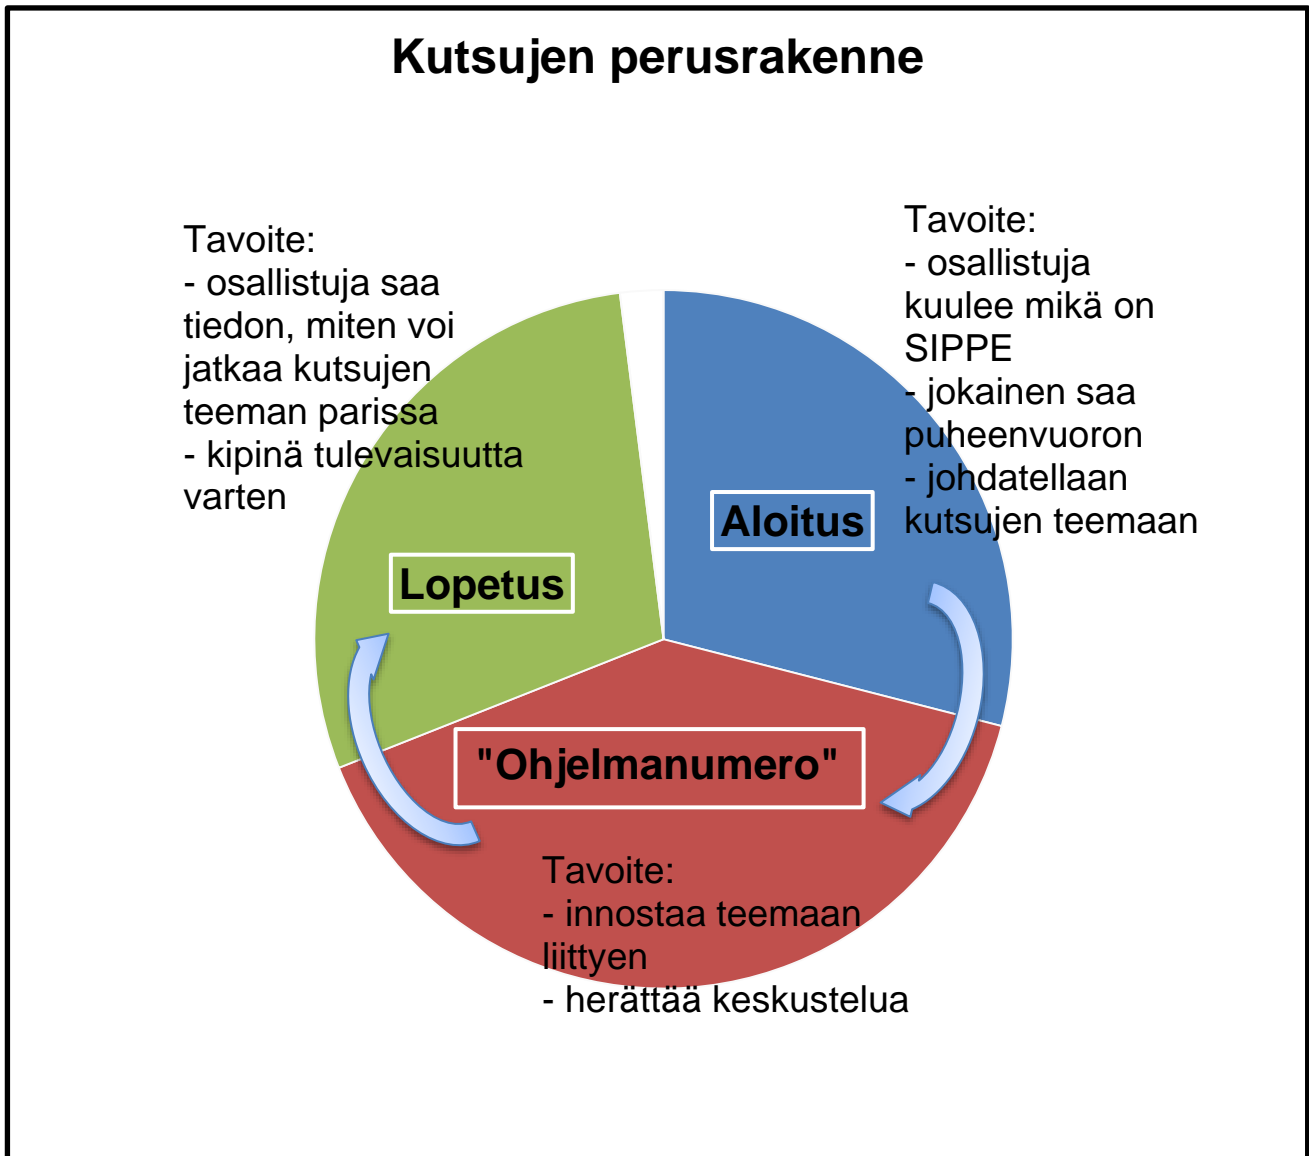 Kutsujen perusrakenne
Tavoite:
- osallistuja saa
tiedon, miten voi
jatkaa kutsujen
teeman parissa
- kipinä tulevaisuutta
varten
Tavoite:
- osallistuja
kuulee mikä on
SIPPE
- jokainen saa
puheenvuoron
- johdatellaan
kutsujen teemaan
Aloitus
Lopetus
"Ohjelmanumero"
Tavoite:
- innostaa teemaan
liittyen
- herättää keskustelua